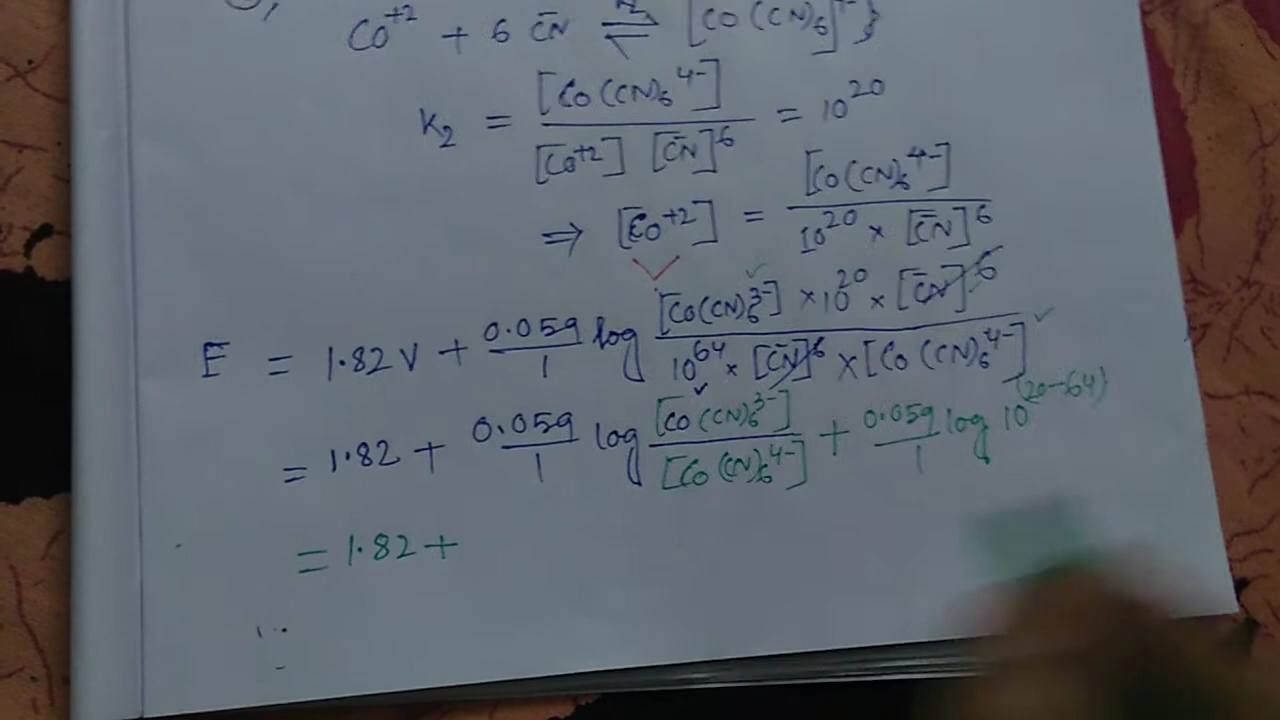 Co⁺² + 6 C̄N ⇌ [Co(CN)₆]
K₂ = [Co(CN)₆⁴⁻] / [Co⁺²] [C̄N]⁶ = 10²⁰
⇒ [Co⁺²] = [Co(CN)₆⁴⁻] / 10²⁰ × [C̄N]⁶
E = 1.82 V + 0.059/1 log [Co(CN)₆³⁻] × 10²⁰ × [C̄N]⁶ / 10⁶⁴ × [C̄N]⁶ × [Co(CN)₆⁴⁻]
= 1.82 + 0.059/1 log [Co(CN)₆³⁻] / [Co(CN)₆⁴⁻] + 0.059/1 log 10⁽²⁰⁻⁶⁴⁾
= 1.82 +